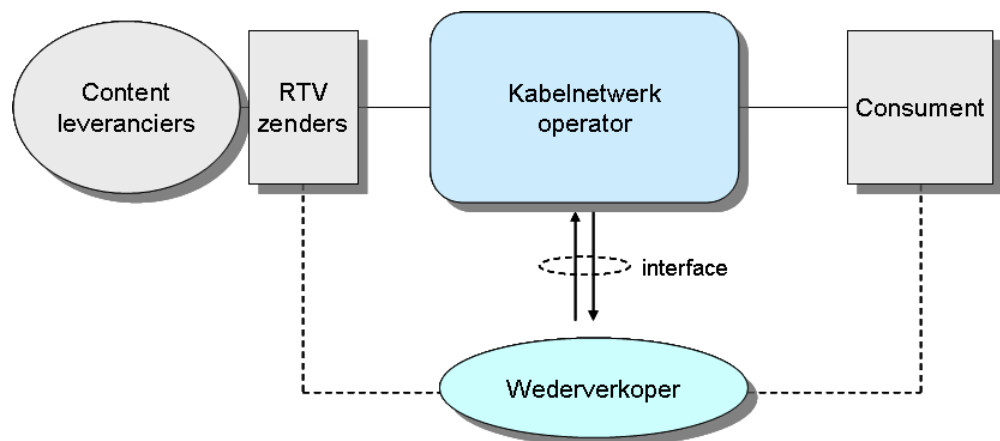 Content
leveranciers
RTV
zenders
Kabelnetwerk
operator
Consument
interface
Wederverkoper